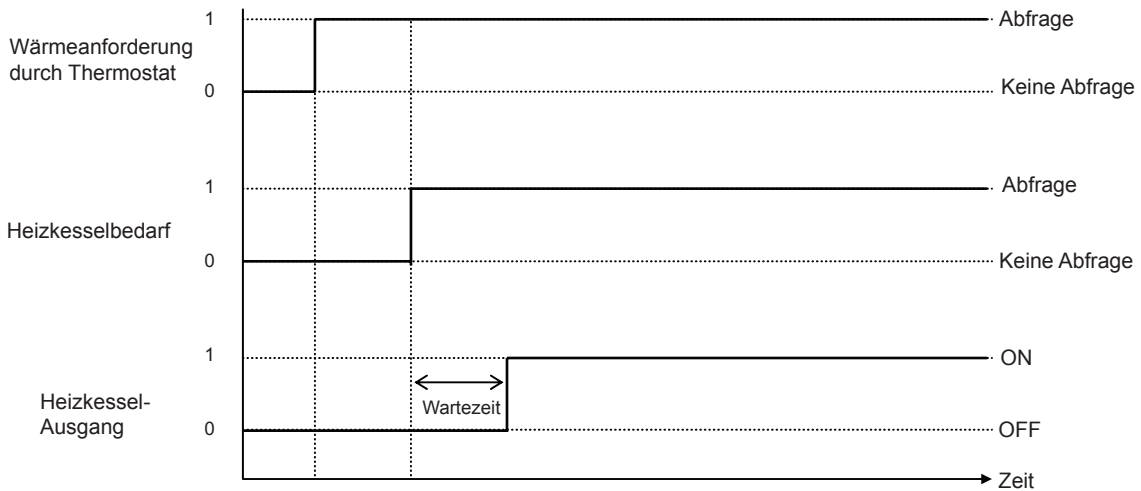 1
Abfrage
Wärmeanforderung
durch Thermostat
0
Keine Abfrage
1
Abfrage
Heizkesselbedarf
0
Keine Abfrage
1
ON
Wartezeit
Heizkessel-
Ausgang
0
OFF
Zeit